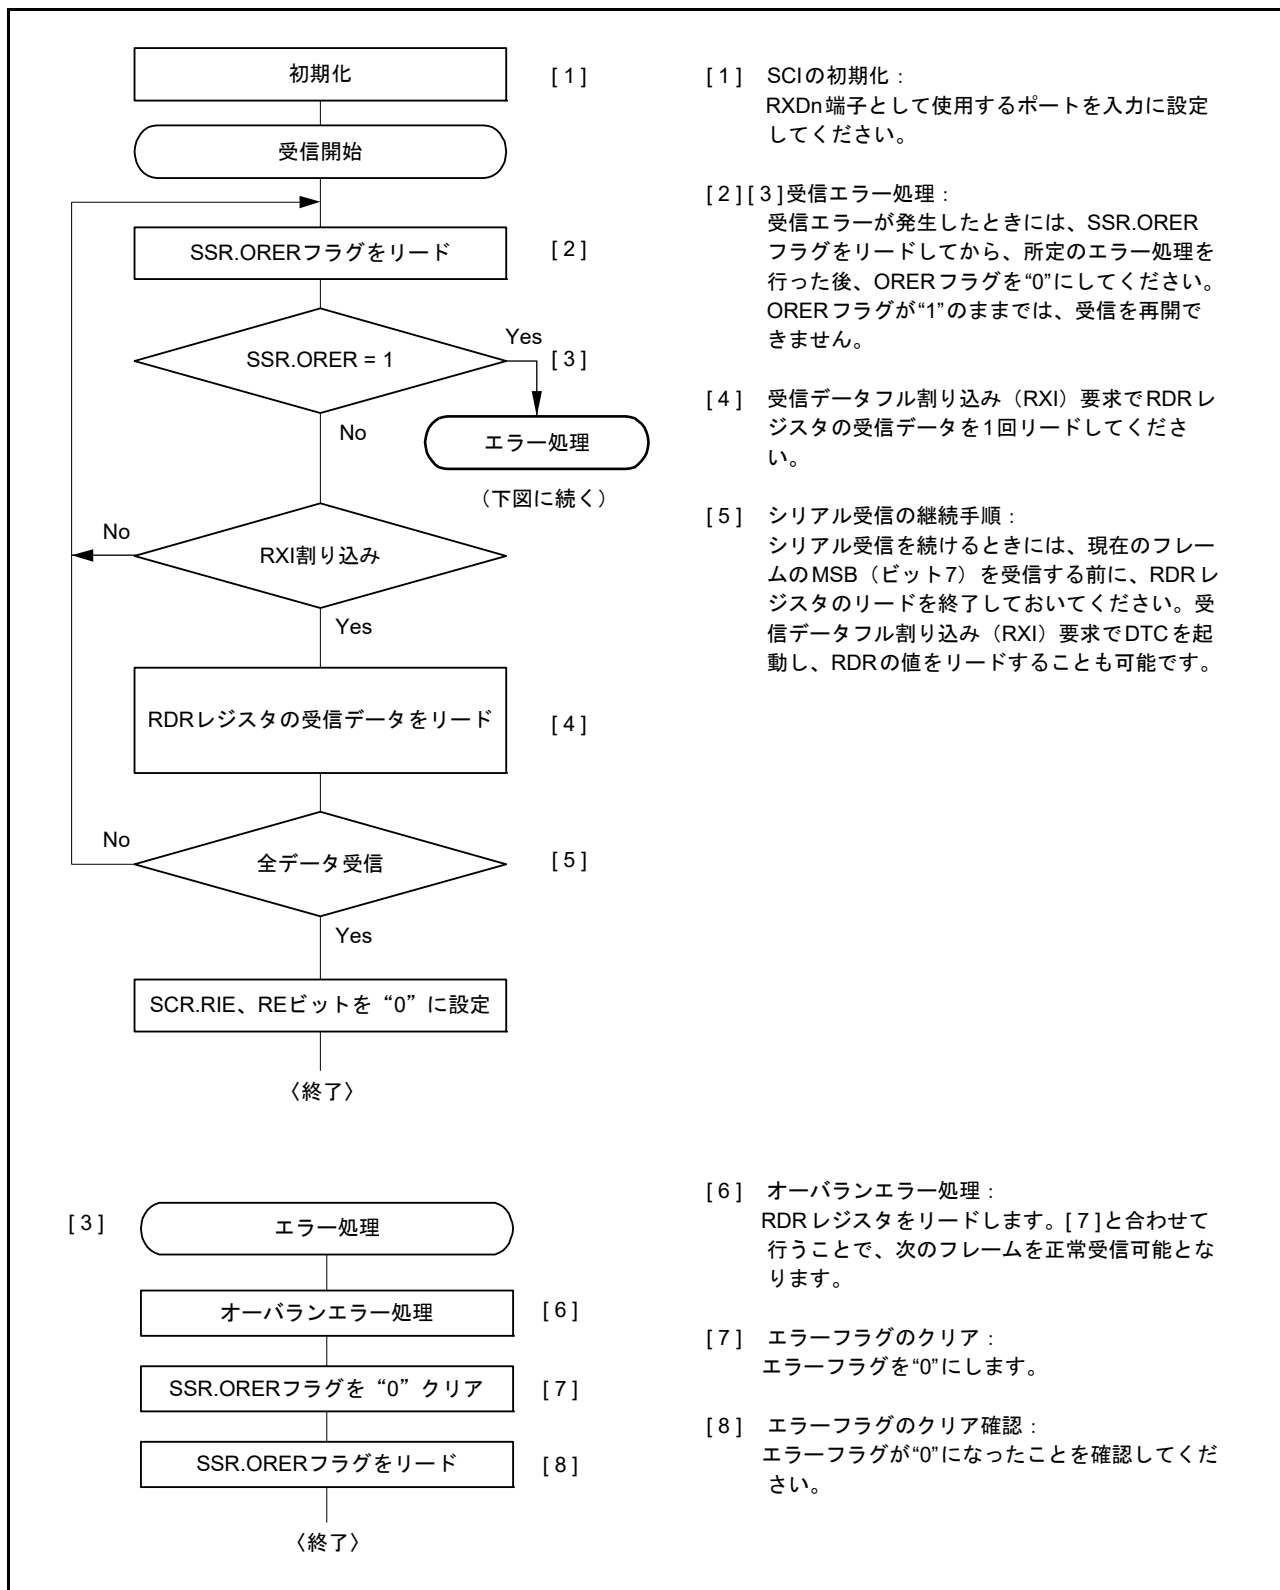 初期化
[ 1 ]
受信開始
SSR.ORERフラグをリード
[ 2 ]
SSR.ORER = 1
Yes
[ 3 ]
No
エラー処理
（下図に続く）
No
RXI割り込み
Yes
RDRレジスタの受信データをリード
[ 4 ]
No
全データ受信
[ 5 ]
Yes
SCR.RIE、REビットを“0”に設定
〈終了〉
[ 1 ] SCIの初期化：
RXDn端子として使用するポートを入力に設定
してください。
[ 2 ] [ 3 ]受信エラー処理：
受信エラーが発生したときには、SSR.ORER
フラグをリードしてから、所定のエラー処理を
行った後、ORERフラグを“0”にしてください。
ORERフラグが“1”のままでは、受信を再開で
きません。
[ 4 ] 受信データフル割り込み（RXI）要求でRDRレ
ジスタの受信データを1回リードしてくださ
い。
[ 5 ] シリアル受信の継続手順：
シリアル受信を続けるときには、現在のフレー
ムのMSB（ビット7）を受信する前に、RDRレ
ジスタのリードを終了しておいてください。受
信データフル割り込み（RXI）要求でDTCを起
動し、RDRの値をリードすることも可能です。
[ 3 ]
エラー処理
オーバランエラー処理
[ 6 ]
SSR.ORERフラグを“0”クリア
[ 7 ]
SSR.ORERフラグをリード
[ 8 ]
〈終了〉
[ 6 ] オーバランエラー処理：
RDRレジスタをリードします。[ 7 ]と合わせて
行うことで、次のフレームを正常受信可能とな
ります。
[ 7 ] エラーフラグのクリア：
エラーフラグを“0”にします。
[ 8 ] エラーフラグのクリア確認：
エラーフラグが“0”になったことを確認してくだ
さい。